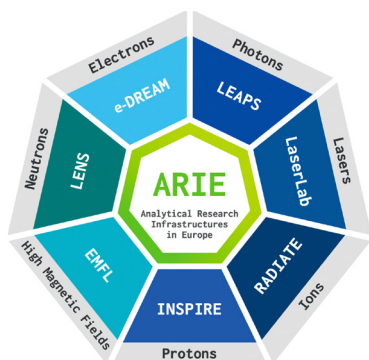 Electrons
Photons
e-DREAM
LEAPS
Neutrons
LENS
LaserLab
Lasers
ARIE
Analytical Research
Infrastructures
in Europe
High Magnetic Fields
EMFL
RADIATE
Ions
INSPIRE
Protons